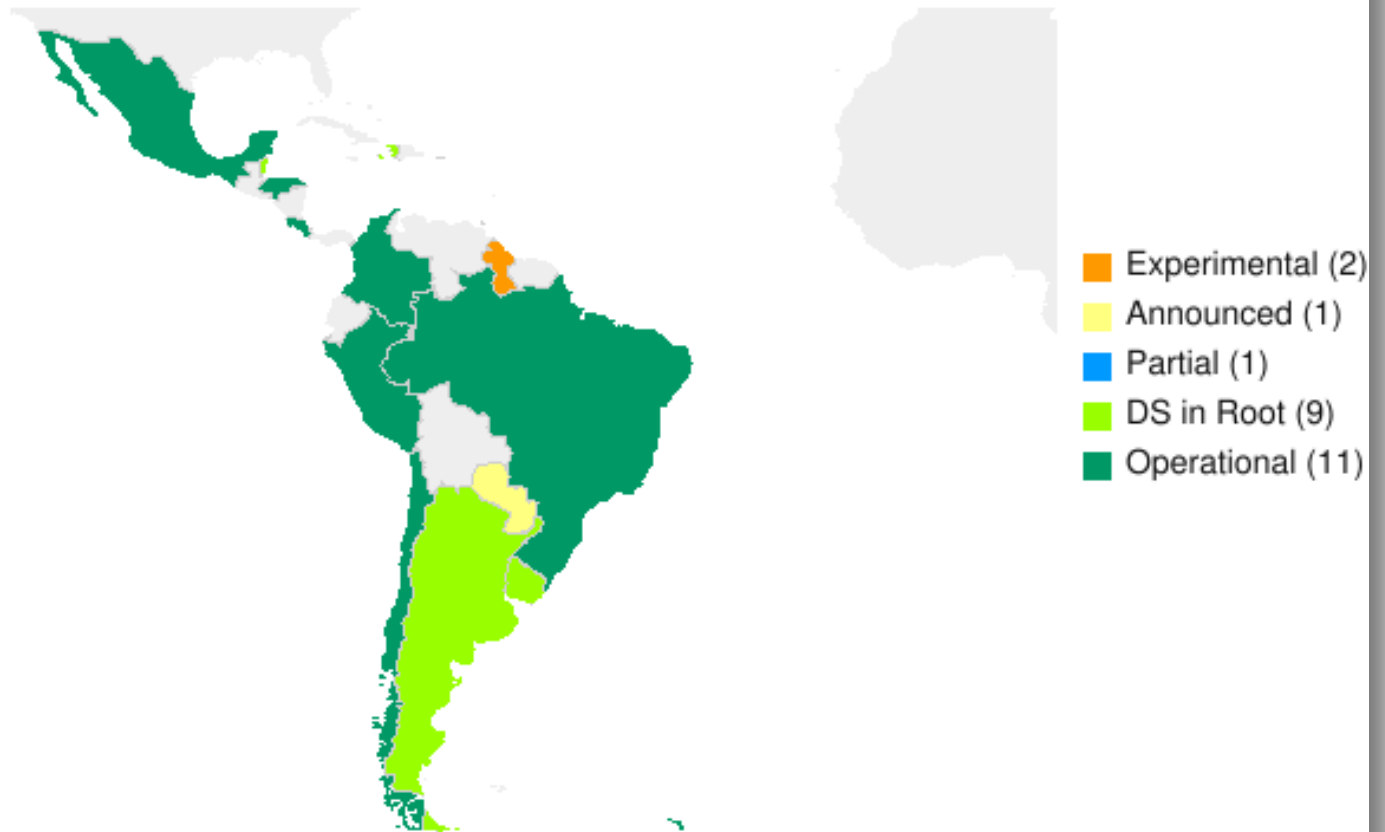 Experimental (2)
Announced (1)
Partial (1)
DS in Root (9)
Operational (11)